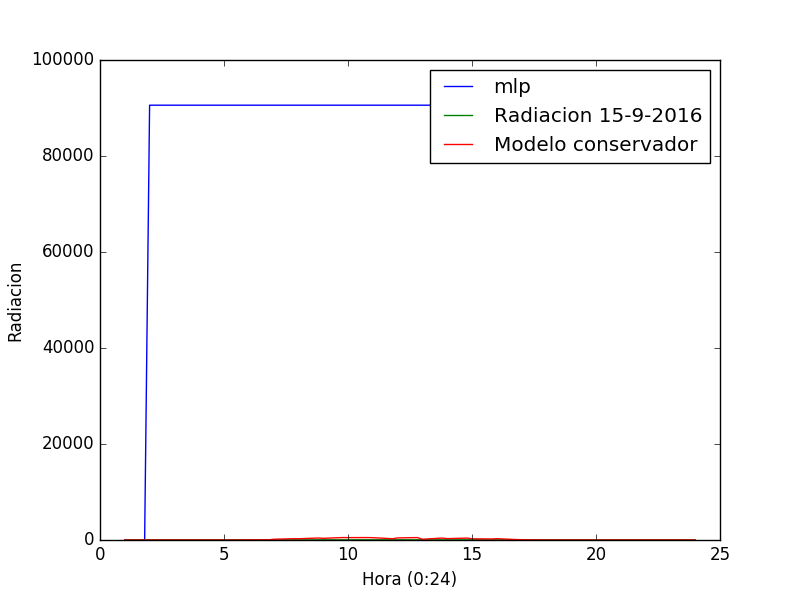 100000
mlp
Radiacion 15-9-2016
Modelo conservador
80000
60000
40000
20000
0
Radiacion
0 5 10 15 20 25
Hora (0:24)